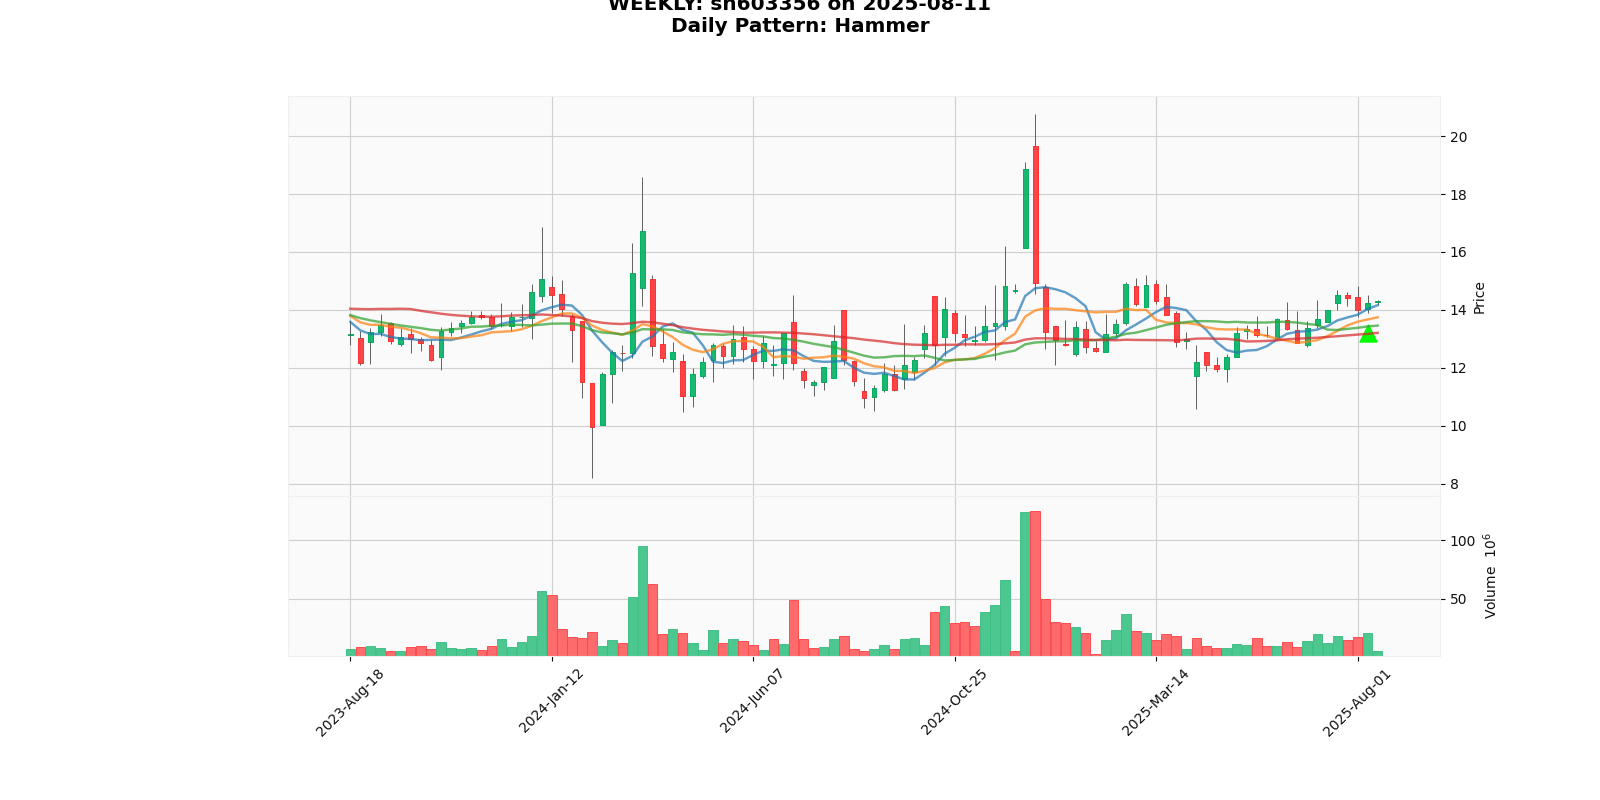 WEEKLY: sh603356 on 2025-08-11
Daily Pattern: Hammer
20
18
16
14
12
10
8
Price
100
50
Volume 10⁶
2023-Aug-18
2024-Jan-12
2024-Jun-07
2024-Oct-25
2025-Mar-14
2025-Aug-01